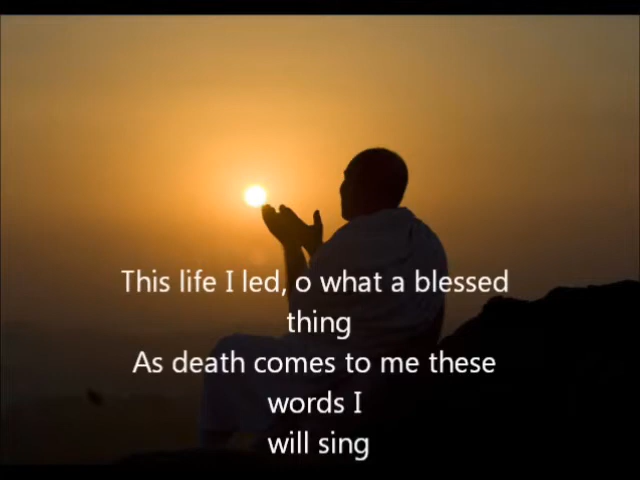 This life I led, o what a blessed
thing
As death comes to me these
words I
will sing